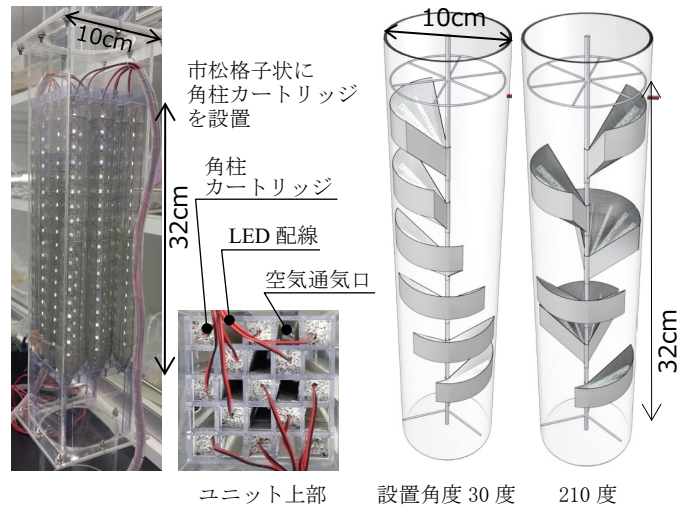 10cm
32cm
市松格子状に
角柱カートリッジ
を設置
角柱
カートリッジ
LED 配線
空気通気口
ユニット上部
10cm
32cm
設置角度 30 度
210 度